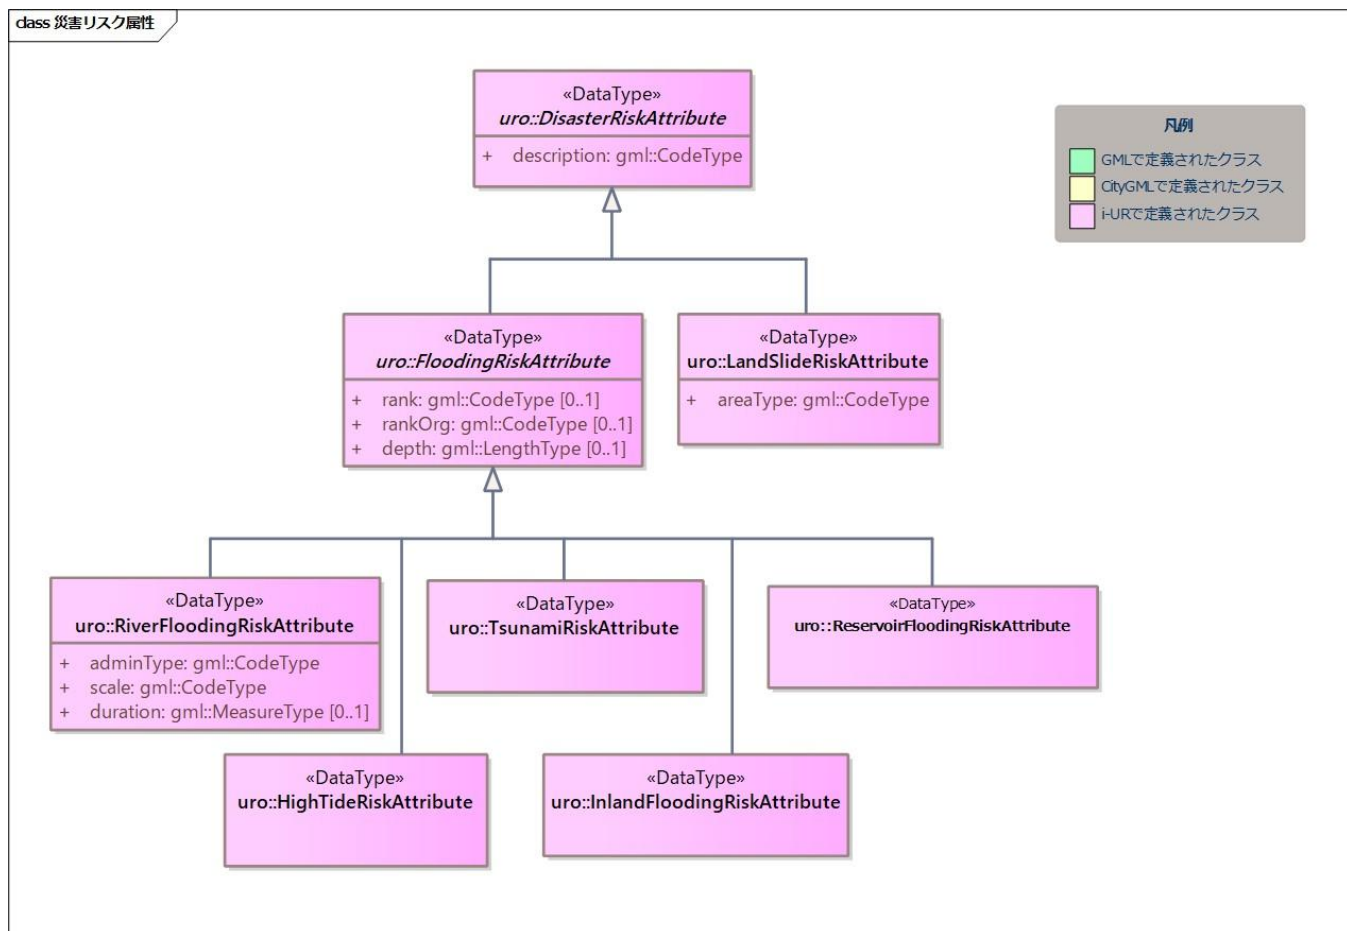 class 災害リスク属性
«DataType»
uro::DisasterRiskAttribute
+ description: gml::CodeType
凡例
GMLで定義されたクラス
CityGMLで定義されたクラス
i-URで定義されたクラス
«DataType»
uro::FloodingRiskAttribute
+ rank: gml::CodeType [0..1]
+ rankOrg: gml::CodeType [0..1]
+ depth: gml::LengthType [0..1]
«DataType»
uro::LandSlideRiskAttribute
+ areaType: gml::CodeType
«DataType»
uro::RiverFloodingRiskAttribute
+ adminType: gml::CodeType
+ scale: gml::CodeType
+ duration: gml::MeasureType [0..1]
«DataType»
uro::TsunamiRiskAttribute
«DataType»
uro::ReservoirFloodingRiskAttribute
«DataType»
uro::HighTideRiskAttribute
«DataType»
uro::InlandFloodingRiskAttribute